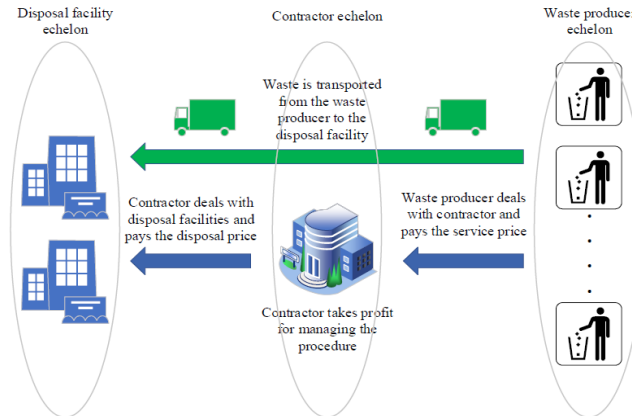 Disposal facility
echelon
Contractor echelon
Waste producer
echelon
Waste is transported
from the waste
producer to the
disposal facility
Contractor deals with
disposal facilities and
pays the disposal price
Waste producer deals
with contractor and
pays the service price
Contractor takes profit
for managing the
procedure